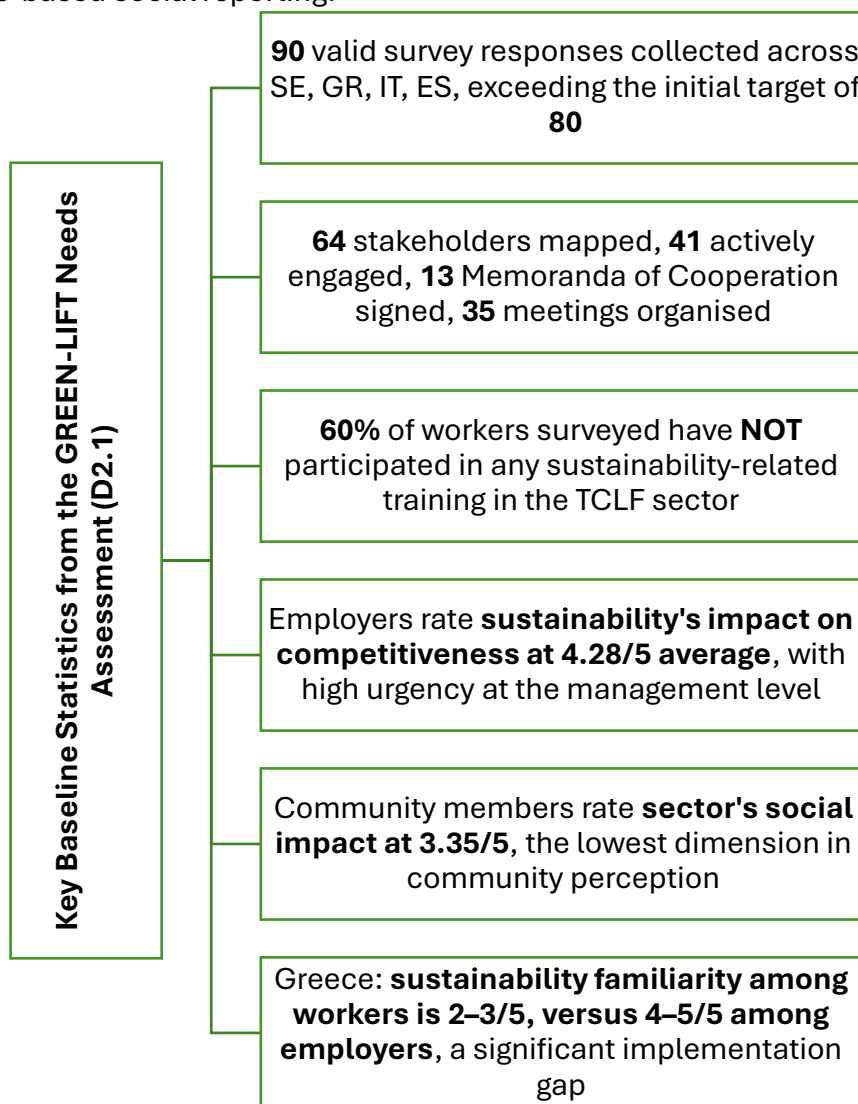 based social reporting.
Key Baseline Statistics from the GREEN-LIFT Needs
Assessment (D2.1)
90 valid survey responses collected across
SE, GR, IT, ES, exceeding the initial target of
80
64 stakeholders mapped, 41 actively
engaged, 13 Memoranda of Cooperation
signed, 35 meetings organised
60% of workers surveyed have NOT
participated in any sustainability-related
training in the TCLF sector
Employers rate sustainability's impact on
competitiveness at 4.28/5 average, with
high urgency at the management level
Community members rate sector's social
impact at 3.35/5, the lowest dimension in
community perception
Greece: sustainability familiarity among
workers is 2–3/5, versus 4–5/5 among
employers, a significant implementation
gap